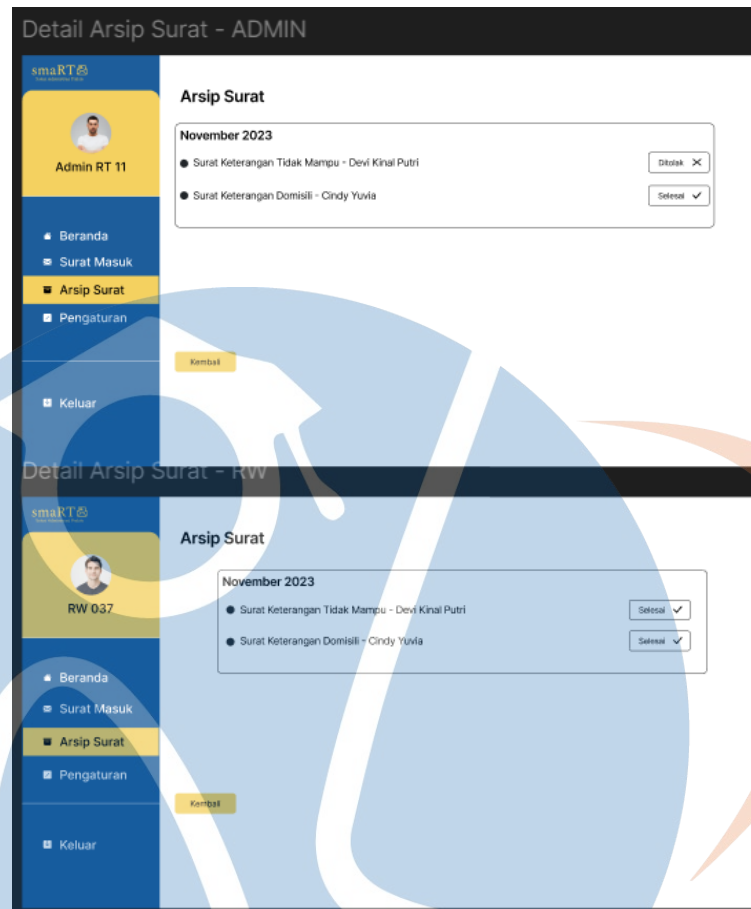 Detail Arsip Surat - ADMIN
smaRT
Arsip Surat
Admin RT 11
November 2023
Surat Keterangan Tidak Mampu - Devi Kinal Putri
Ditolak
Surat Keterangan Domisili - Cindy Yuvia
Selesai
Beranda
Surat Masuk
Arsip Surat
Pengaturan
Kembali
Keluar
Detail Arsip Surat - RW
smaRT
Arsip Surat
RW 037
November 2023
Surat Keterangan Tidak Mampu - Devi Kinal Putri
Selesai
Surat Keterangan Domisili - Cindy Yuvia
Selesai
Beranda
Surat Masuk
Arsip Surat
Pengaturan
Kembali
Keluar